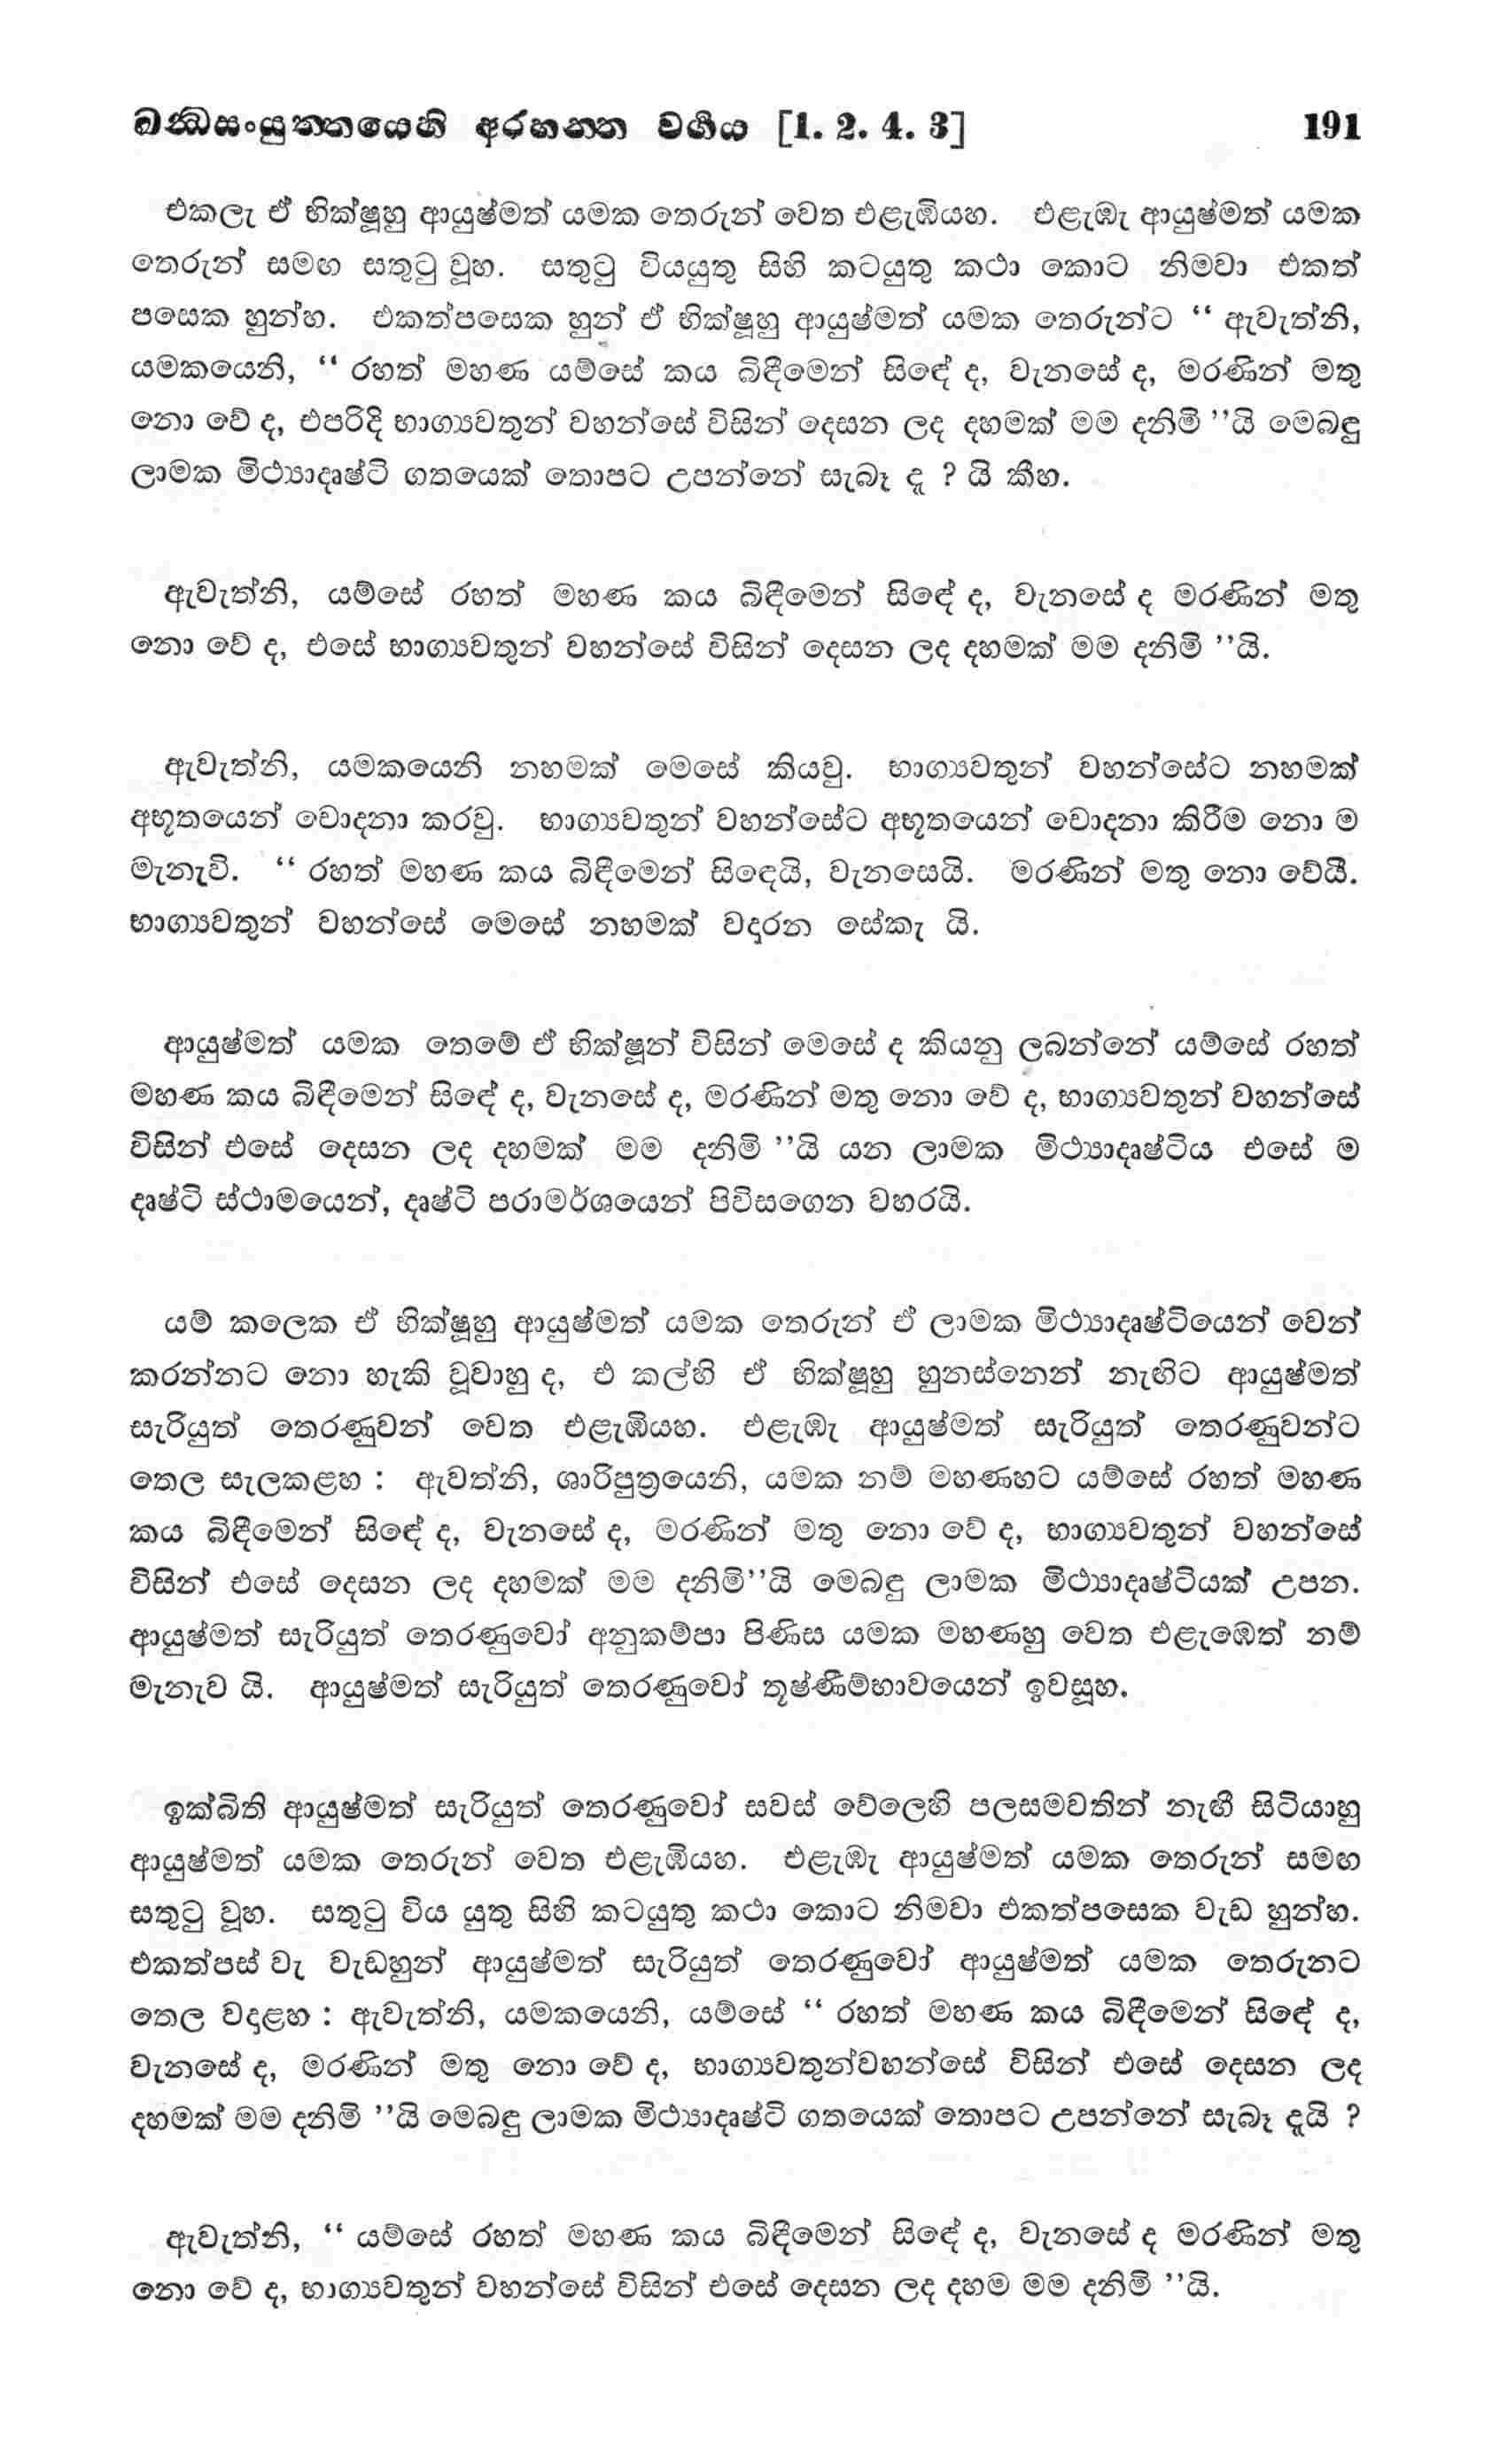 ඛන්ධසංයුත්තයෙහි අරහන්ත වර්ගය [1. 2. 4. 3] 191
එකලැ ඒ භික්ෂූහු ආයුෂ්මත් යමක තෙරුන් වෙත එළැඹියහ. එළැඹැ ආයුෂ්මත් යමක
තෙරුන් සමඟ සතුටු වූහ. සතුටු වියයුතු සිහි කටයුතු කථා කොට නිමවා එකත්
පසෙක හුන්හ. එකත්පසෙක හුන් ඒ භික්ෂූහු ආයුෂ්මත් යමක තෙරුන්ට “ ඇවැත්නි,
යමකයෙනි, “ රහත් මහණ යම්සේ කය බිඳීමෙන් සිඳේ ද, වැනසේ ද, මරණින් මතු
නො වේ ද, එපරිදි භාග්‍යවතුන් වහන්සේ විසින් දෙසන ලද දහමක් මම දනිමි ”යි මෙබඳු
ලාමක මිථ්‍යාදෘෂ්ටි ගතයෙක් තොපට උපන්නේ සැබෑ ද ? යි කීහ.
ඇවැත්නි, යම්සේ රහත් මහණ කය බිඳීමෙන් සිඳේ ද, වැනසේ ද මරණින් මතු
නො වේ ද, එසේ භාග්‍යවතුන් වහන්සේ විසින් දෙසන ලද දහමක් මම දනිමි ”යි.
ඇවැත්නි, යමකයෙනි නහමක් මෙසේ කියවු. භාග්‍යවතුන් වහන්සේට නහමක්
අභූතයෙන් චොදනා කරවු. භාග්‍යවතුන් වහන්සේට අභූතයෙන් චොදනා කිරීම නො ම
මැනැවි. “ රහත් මහණ කය බිඳීමෙන් සිඳෙයි, වැනසෙයි. මරණින් මතු නො වේයී.
භාග්‍යවතුන් වහන්සේ මෙසේ නහමක් වදාරන සේකැ යි.
ආයුෂ්මත් යමක තෙමේ ඒ භික්ෂූන් විසින් මෙසේ ද කියනු ලබන්නේ යම්සේ රහත්
මහණ කය බිඳීමෙන් සිඳේ ද, වැනසේ ද, මරණින් මතු නො වේ ද, භාග්‍යවතුන් වහන්සේ
විසින් එසේ දෙසන ලද දහමක් මම දනිමි ”යි යන ලාමක මිථ්‍යාදෘෂ්ටිය එසේ ම
දෘෂ්ටි ස්ථාමයෙන්, දෘෂ්ටි පරාමර්ශයෙන් පිවිසගෙන වහරයි.
යම් කලෙක ඒ භික්ෂූහු ආයුෂ්මත් යමක තෙරුන් ඒ ලාමක මිථ්‍යාදෘෂ්ටියෙන් වෙන්
කරන්නට නො හැකි වූවාහු ද, එ කල්හි ඒ භික්ෂූහු හුනස්නෙන් නැඟිට ආයුෂ්මත්
සැරියුත් තෙරණුවන් වෙත එළැඹියහ. එළැඹැ ආයුෂ්මත් සැරියුත් තෙරණුවන්ට
තෙල සැලකළහ : ඇවත්නි, ශාරිපුත්‍රයෙනි, යමක නම් මහණහට යම්සේ රහත් මහණ
කය බිඳීමෙන් සිඳේ ද, වැනසේ ද, මරණින් මතු නො වේ ද, භාග්‍යවතුන් වහන්සේ
විසින් එසේ දෙසන ලද දහමක් මම දනිමි”යි මෙබඳු ලාමක මිථ්‍යාදෘෂ්ටියක් උපන.
ආයුෂ්මත් සැරියුත් තෙරණුවෝ අනුකම්පා පිණිස යමක මහණහු වෙත එළැඹෙත් නම්
මැනැව යි. ආයුෂ්මත් සැරියුත් තෙරණුවෝ තූෂ්ණීම්භාවයෙන් ඉවසූහ.
ඉක්බිති ආයුෂ්මත් සැරියුත් තෙරණුවෝ සවස් වේලෙහි පලසමවතින් නැඟී සිටියාහු
ආයුෂ්මත් යමක තෙරුන් වෙත එළැඹියහ. එළැඹැ ආයුෂ්මත් යමක තෙරුන් සමඟ
සතුටු වූහ. සතුටු විය යුතු සිහි කටයුතු කථා කොට නිමවා එකත්පසෙක වැඩ හුන්හ.
එකත්පස් වැ වැඩහුන් ආයුෂ්මත් සැරියුත් තෙරණුවෝ ආයුෂ්මත් යමක තෙරුනට
තෙල වදාළහ : ඇවැත්නි, යමකයෙනි, යම්සේ “ රහත් මහණ කය බිඳීමෙන් සිඳේ ද,
වැනසේ ද, මරණින් මතු නො වේ ද, භාග්‍යවතුන්වහන්සේ විසින් එසේ දෙසන ලද
දහමක් මම දනිමි ”යි මෙබඳු ලාමක මිථ්‍යාදෘෂ්ටි ගතයෙක් තොපට උපන්නේ සැබෑ දැයි ?
ඇවැත්නි, “ යම්සේ රහත් මහණ කය බිඳීමෙන් සිඳේ ද, වැනසේ ද මරණින් මතු
නො වේ ද, භාග්‍යවතුන් වහන්සේ විසින් එසේ දෙසන ලද දහම මම දනිමි ”යි.